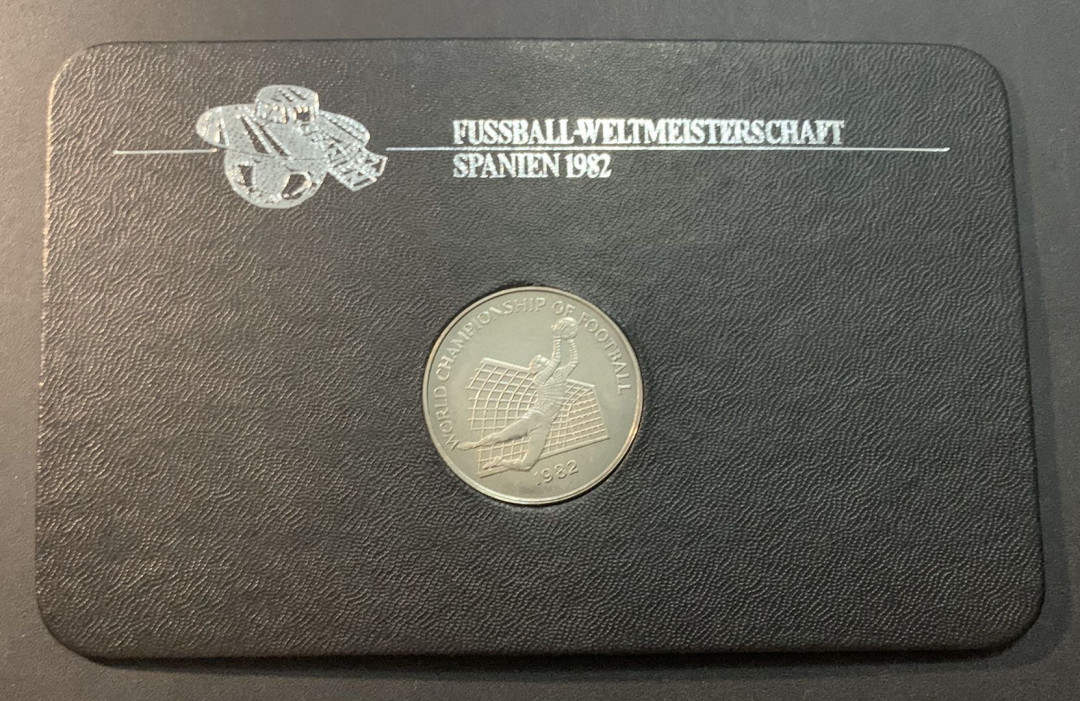 FUSSBALL-WELTMEISTERSCHAFT
SPANIEN 1982
WORLD CHAMPIONSHIP OF FOOTBALL
1982